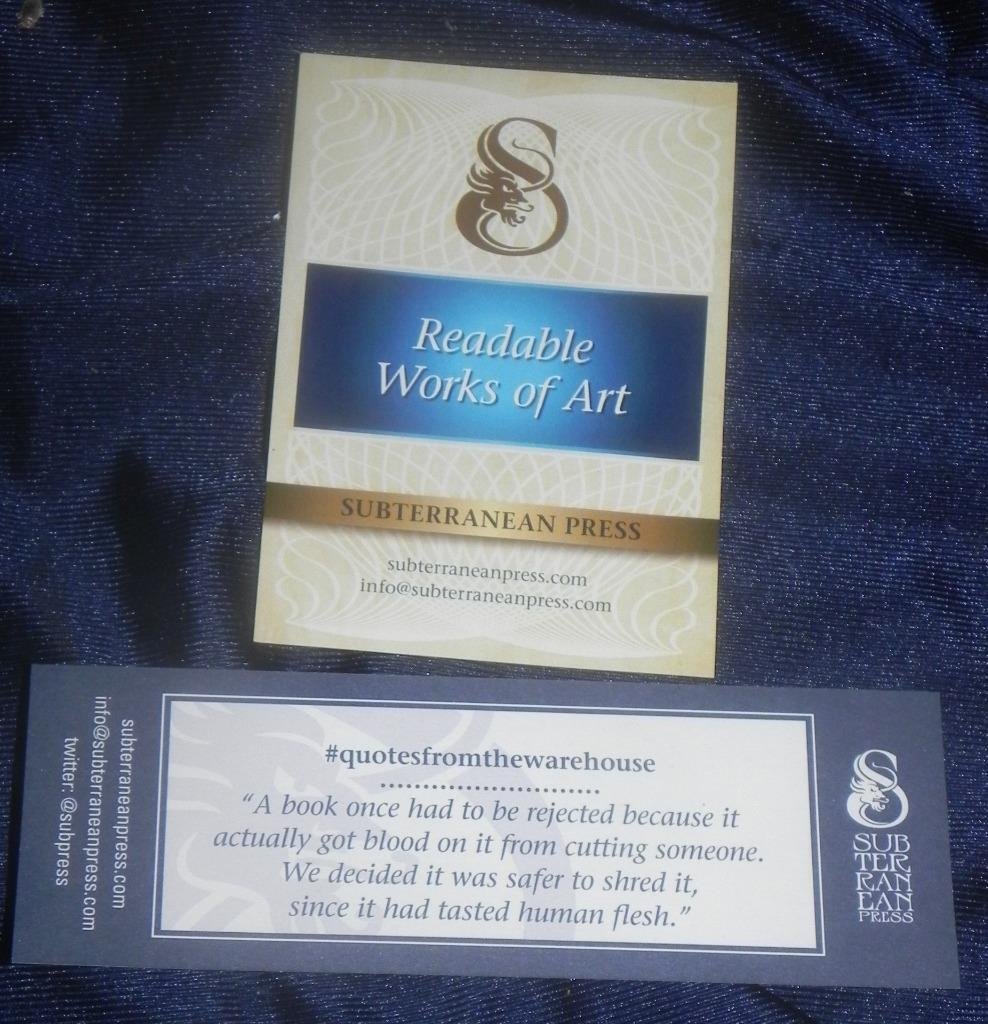 Readable
Works of Art
SUBTERRANEAN PRESS
subterraneanpress.com
info@subterraneanpress.com
#quotesfromthewarehouse
“A book once had to be rejected because it
actually got blood on it from cutting someone.
We decided it was safer to shred it,
since it had tasted human flesh.”
subterraneanpress.com
info@subterraneanpress.com
twitter: @subpress
SUB
TER
RAN
EAN
PRESS